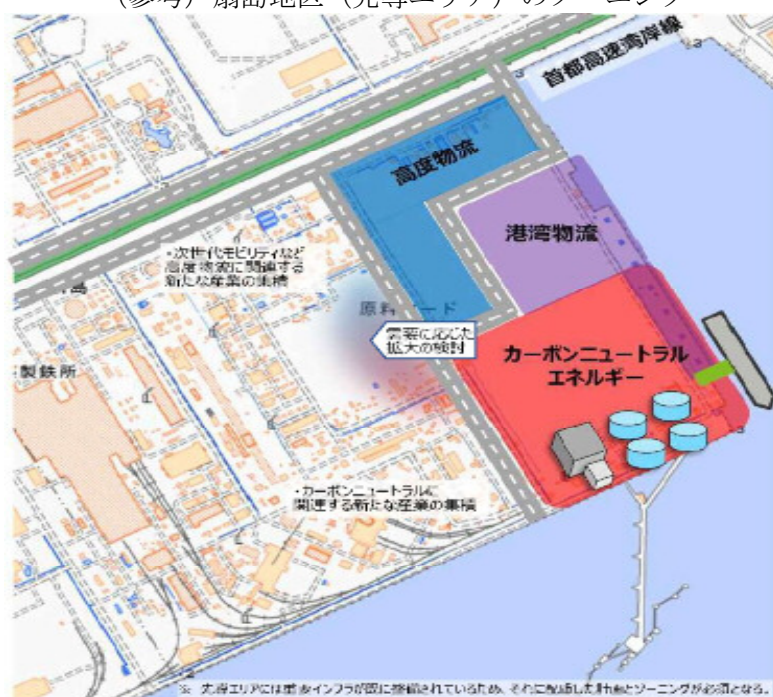 （参考）扇島地区（先導エリア）のゾーニング
首都高速湾岸線
高度物流
港湾物流
・次世代モビリティなど
高度物流に関連する
新たな産業の集積
島
原料ヤード
需要に応じた
拡大の検討
カーボンニュートラル
エネルギー
製鉄所
・カーボンニュートラルに
関連する新たな産業の集積
※ 先導エリアには重要インフラが既に整備されているため、それに配慮した計画とゾーニングが必須となる。